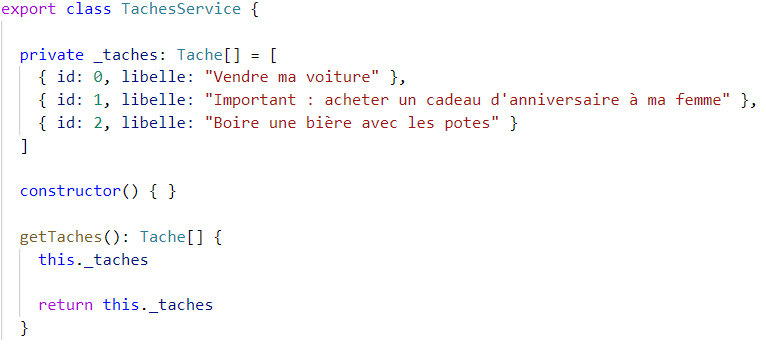 export class TachesService {
private _taches: Tache[] = [
{ id: 0, libelle: "Vendre ma voiture" },
{ id: 1, libelle: "Important : acheter un cadeau d'anniversaire à ma femme" },
{ id: 2, libelle: "Boire une bière avec les potes" }
]
constructor() { }
getTaches(): Tache[] {
this._taches
return this._taches
}